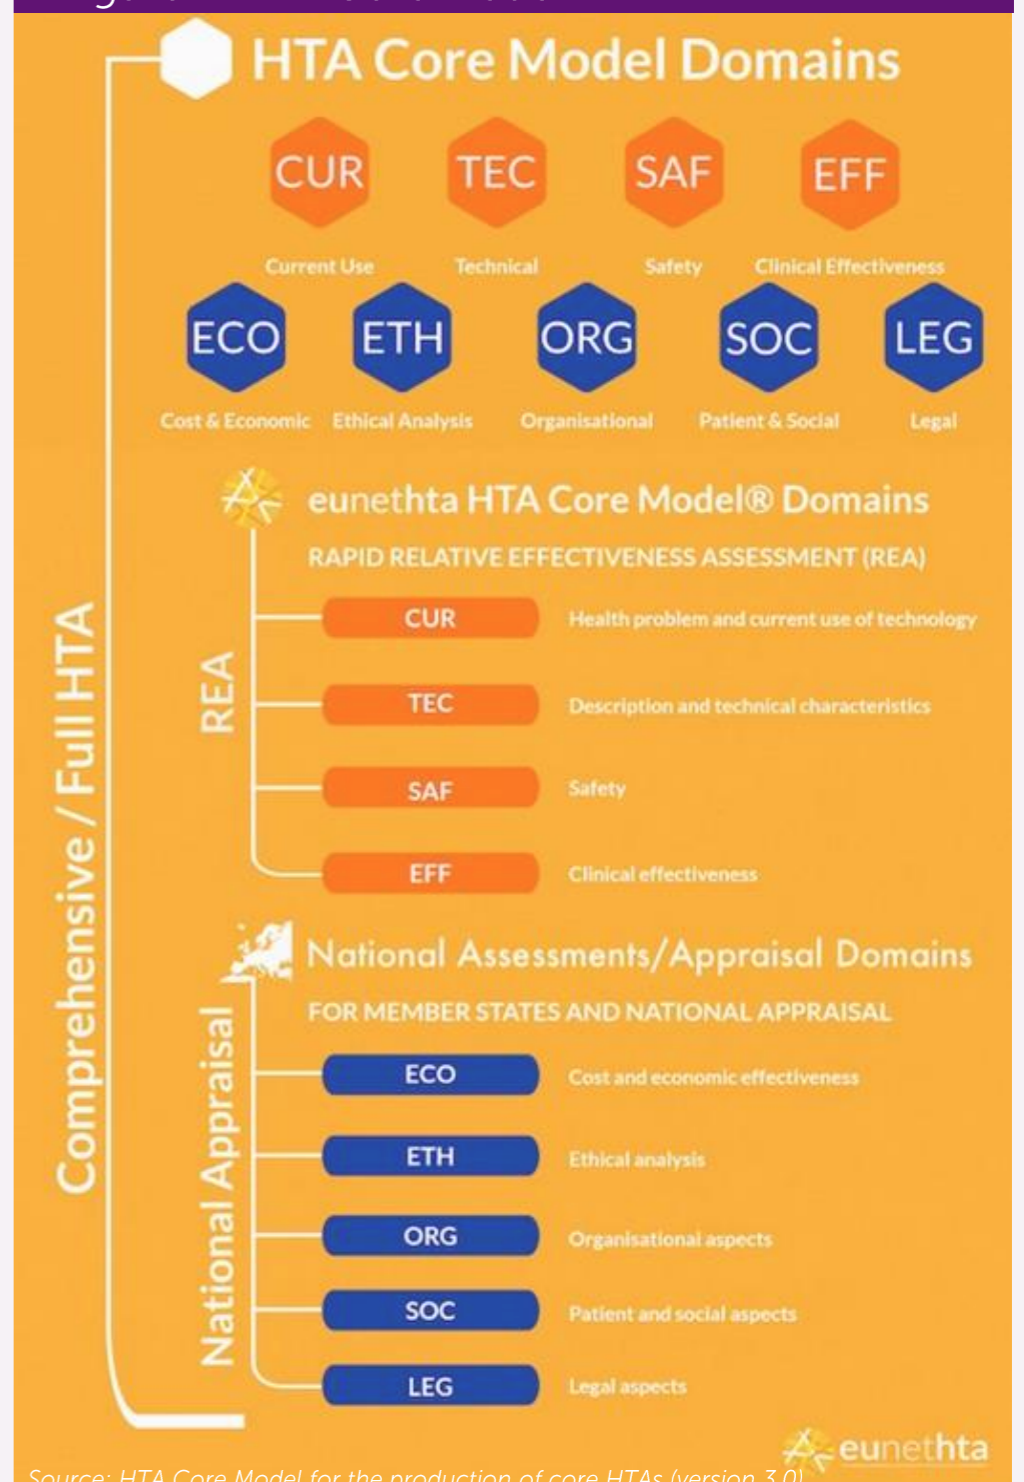 HTA Core Model Domains
CUR TEC SAF EFF
Current Use Technical Safety Clinical Effectiveness
ECO ETH ORG SOC LEG
Cost & Economic Ethical Analysis Organisational Patient & Social Legal
eunethta HTA Core Model® Domains
RAPID RELATIVE EFFECTIVENESS ASSESSMENT (REA)
Comprehensive / Full HTA
REA
CUR Health problem and current use of technology
TEC Description and technical characteristics
SAF Safety
EFF Clinical effectiveness
National Assessments/Appraisal Domains
FOR MEMBER STATES AND NATIONAL APPRAISAL
National Appraisal
ECO Cost and economic effectiveness
ETH Ethical analysis
ORG Organisational aspects
SOC Patient and social aspects
LEG Legal aspects
eunethta
Source: HTA Core Model for the production of core HTAs (version 3.0)